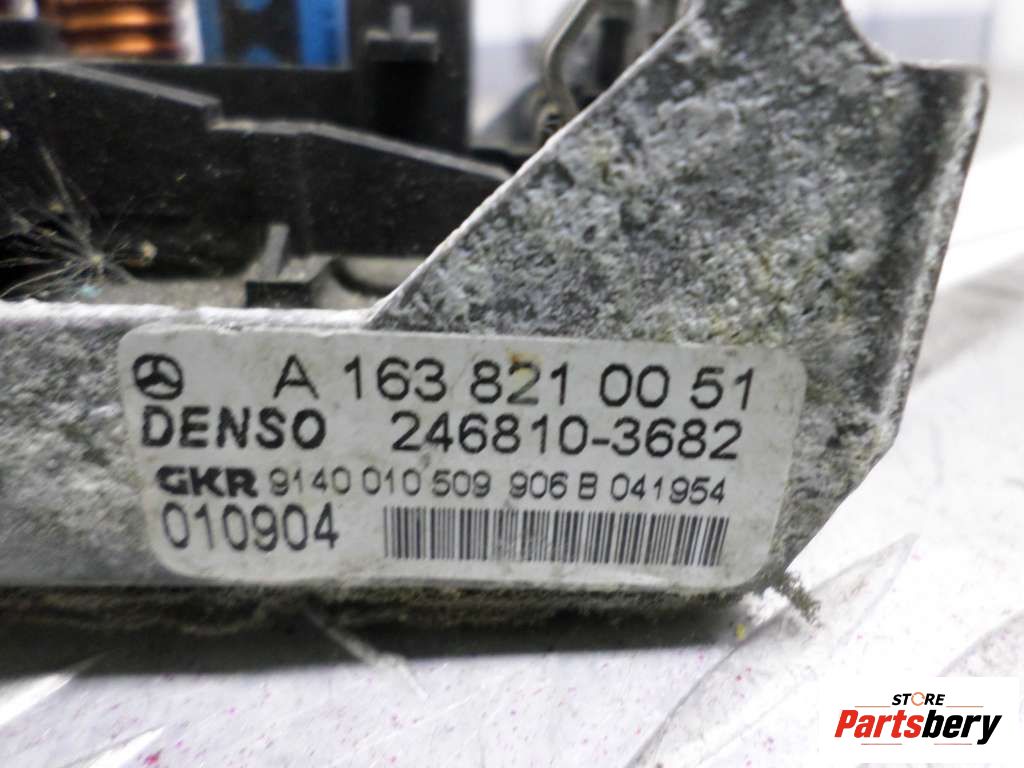 A 163 821 00 51
DENSO 246810-3682
GKR 9140 010 509 906 B 041954
010904
STORE
Partsbery